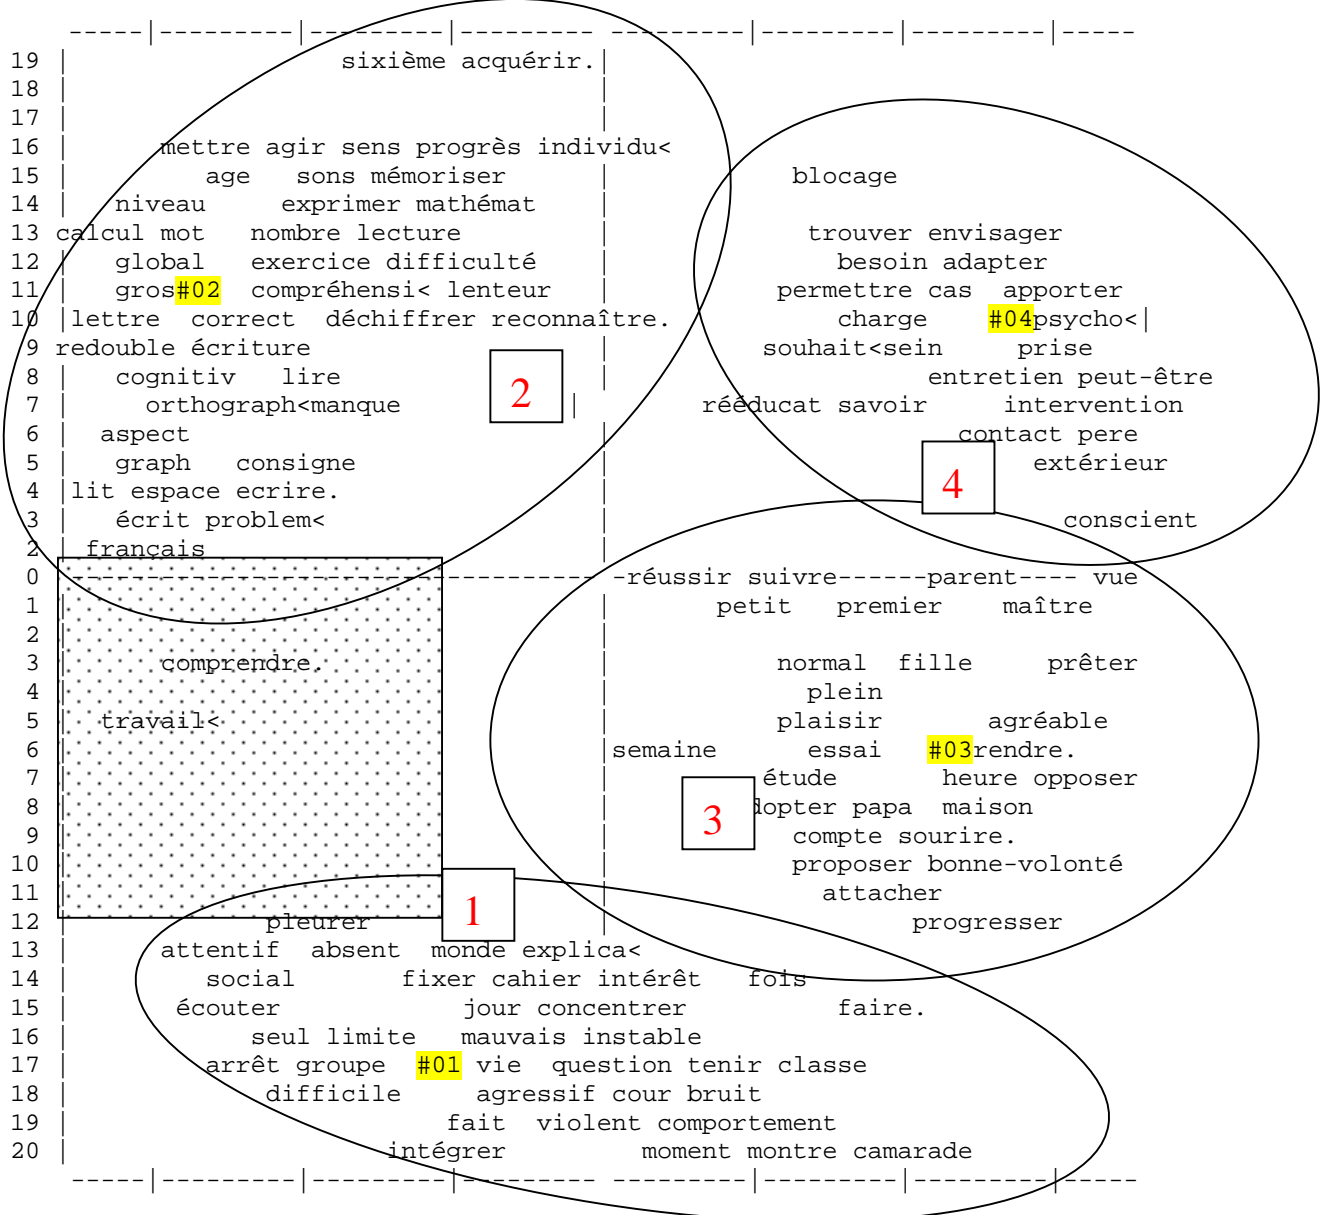 -----|---------|---------|--------- ---------|---------|---------|-----
19 | sixième acquérir.|
18 | |
17 | |
16 | mettre agir sens progrès individu<
15 | age sons mémoriser | blocage
14 | niveau exprimer mathémat |
13 calcul mot nombre lecture | trouver envisager
12 | global exercice difficulté | besoin adapter
11 | gros#02 compréhensi< lenteur | permettre cas apporter
10 |lettre correct déchiffrer reconnaître. charge #04psycho<|
9 redouble écriture | souhait<sein prise
8 | cognitiv lire | entretien peut-être
7 | orthograph<manque 2 | rééducat savoir intervention
6 | aspect | contact pere
5 | graph consigne | extérieur
4 |lit espace ecrire. | 4
3 | écrit problem< | conscient
2 | français |
0 |----------------------------------- -réussir suivre------parent---- vue
1 | | petit premier maître
2 | |
3 | comprendre. | normal fille prêter
4 | | plein
5 | travail< | plaisir agréable
6 | |semaine essai #03rendre.
7 | | étude heure opposer
8 | | 3 dopter papa maison
9 | | compte sourire.
10 | | proposer bonne-volonté
11 | 1 | attacher
12 | pleurer | progresser
13 | attentif absent monde explica<
14 | social fixer cahier intérêt fois
15 | écouter jour concentrer faire.
16 | seul limite mauvais instable
17 | arrêt groupe #01 vie question tenir classe
18 | difficile agressif cour bruit
19 | fait violent comportement
20 | intégrer moment montre camarade
-----|---------|---------|--------- ---------|---------|---------|-----